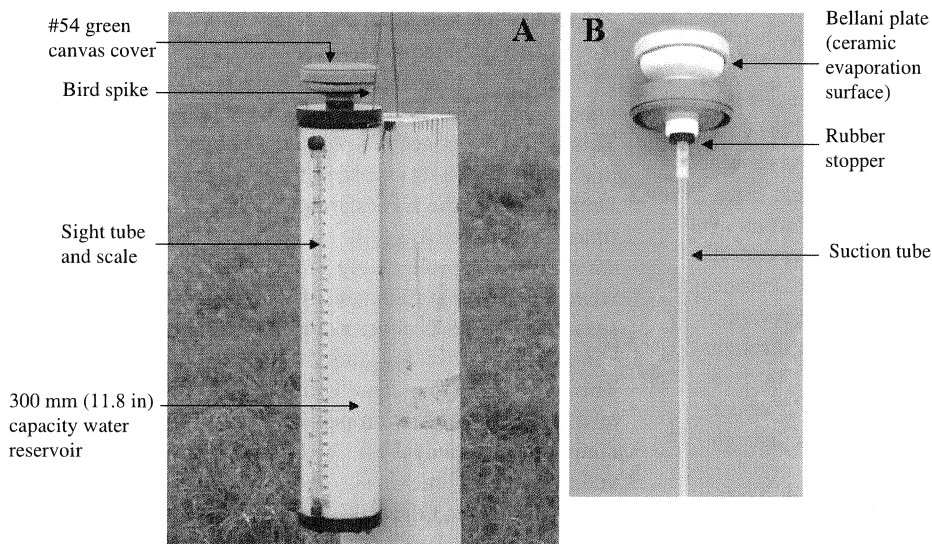 #54 green
canvas cover
Bird spike
Sight tube
and scale
300 mm (11.8 in)
capacity water
reservoir
A
B
Bellani plate
(ceramic
evaporation
surface)
Rubber
stopper
Suction tube